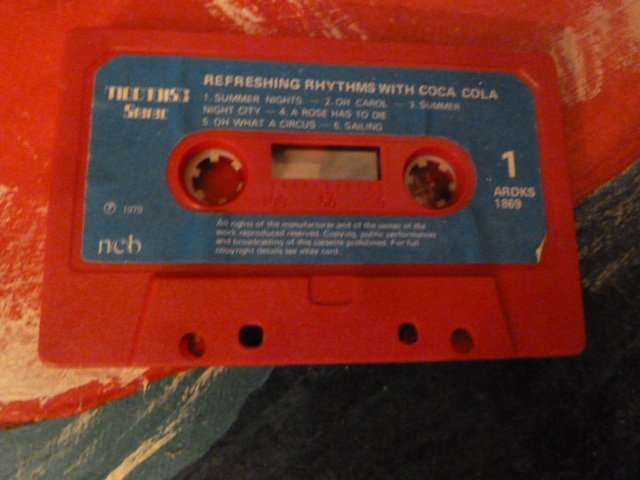 REFRESHING RHYTHMS WITH COCA COLA
1. SUMMER NIGHTS — 2. OH CAROL — 3. SUMMER
NIGHT CITY — 4. A ROSE HAS TO DIE
5. OH WHAT A CIRCUS — 6. SAILING
1
ARDKS
1869
℗ 1979
All rights of the manufacturer and of the owner of the
work reproduced reserved. Copying, public performances
and broadcasting of this cassette prohibited. For full
copyright details see inlay card.